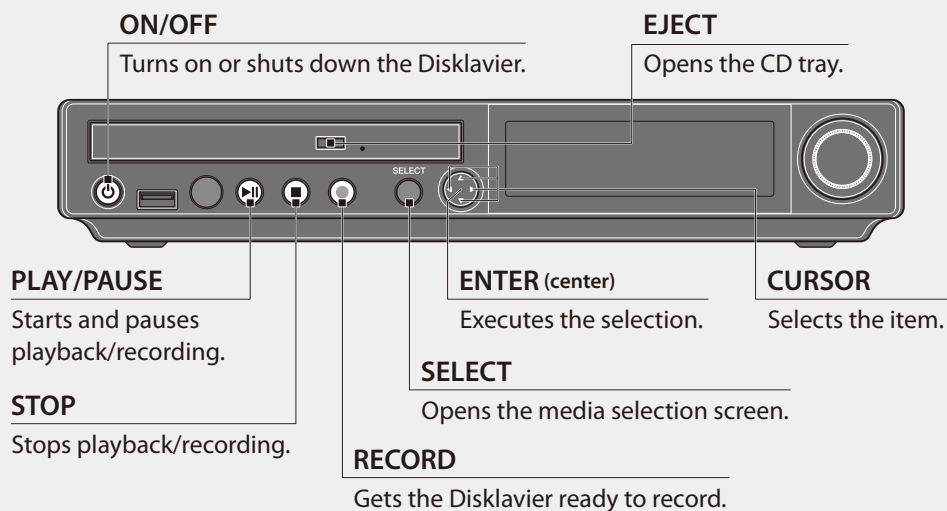 ON/OFF
Turns on or shuts down the Disklavier.
EJECT
Opens the CD tray.
SELECT
PLAY/PAUSE
Starts and pauses
playback/recording.
STOP
Stops playback/recording.
ENTER (center)
Executes the selection.
CURSOR
Selects the item.
SELECT
Opens the media selection screen.
RECORD
Gets the Disklavier ready to record.